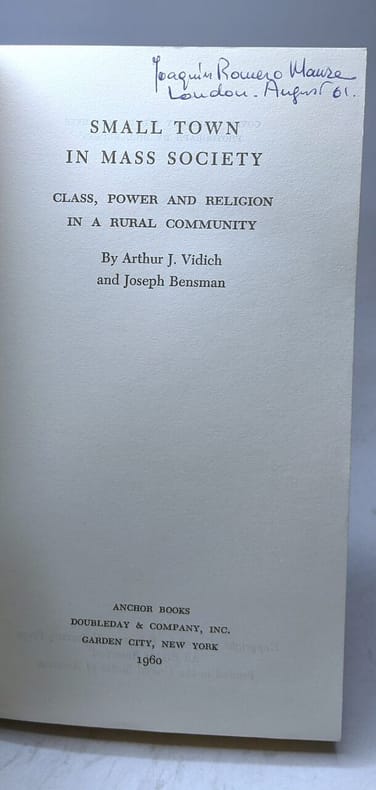 Joaquín Romero Maura
London - August 61.
SMALL TOWN
IN MASS SOCIETY
CLASS, POWER AND RELIGION
IN A RURAL COMMUNITY
By Arthur J. Vidich
and Joseph Bensman
ANCHOR BOOKS
DOUBLEDAY & COMPANY, INC.
GARDEN CITY, NEW YORK
1960